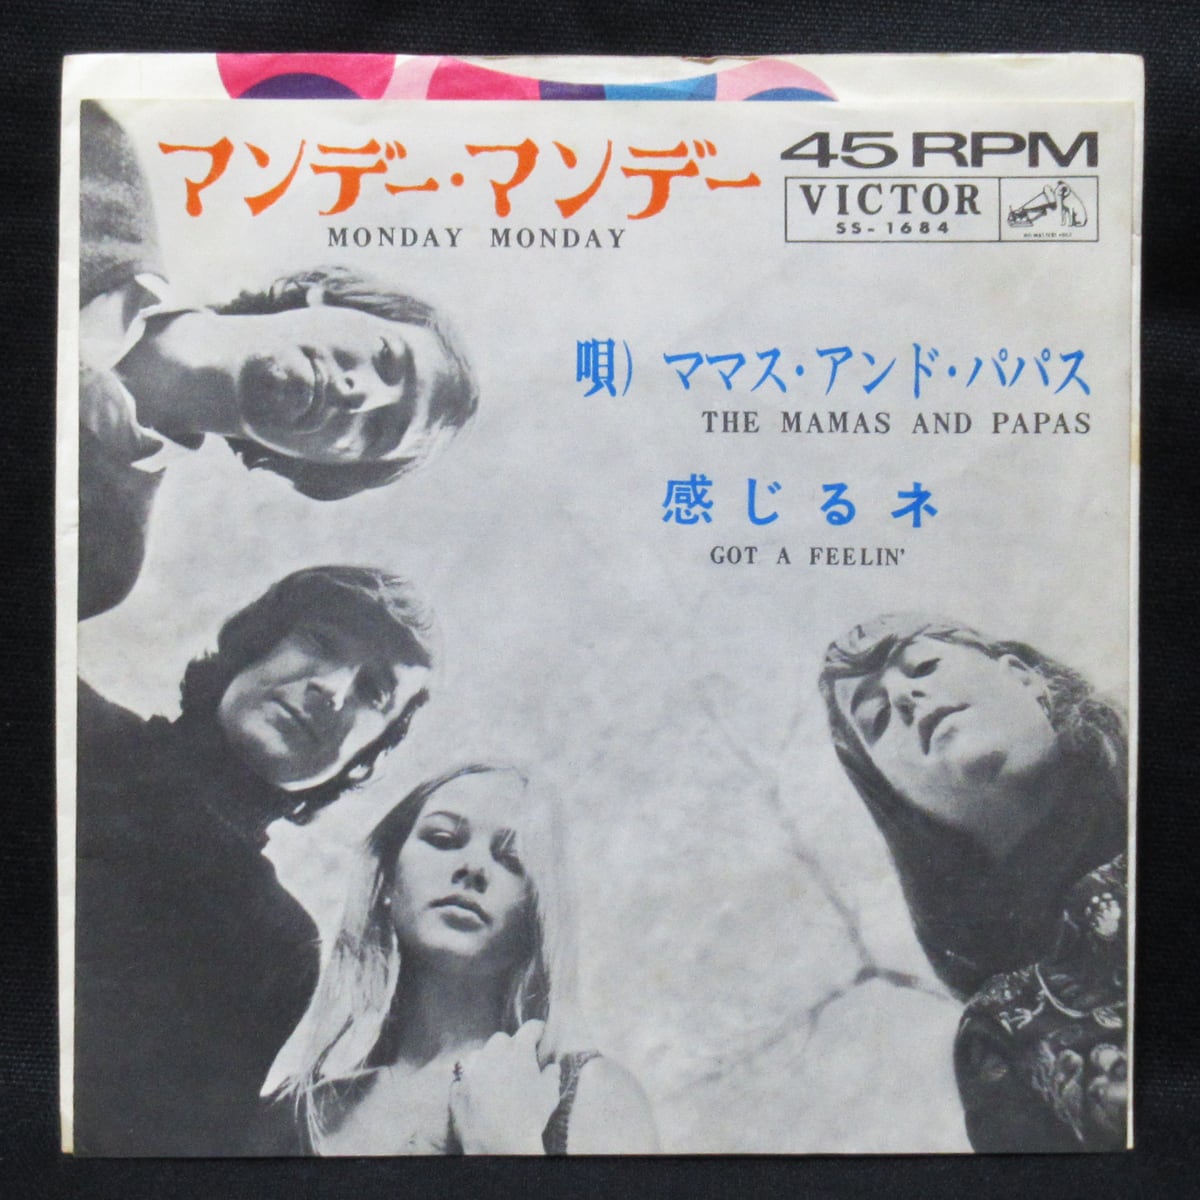 マンデー・マンデー
MONDAY MONDAY
45 RPM
VICTOR
SS-1684
唄）ママス・アンド・パパス
THE MAMAS AND PAPAS
感じるネ
GOT A FEELIN'